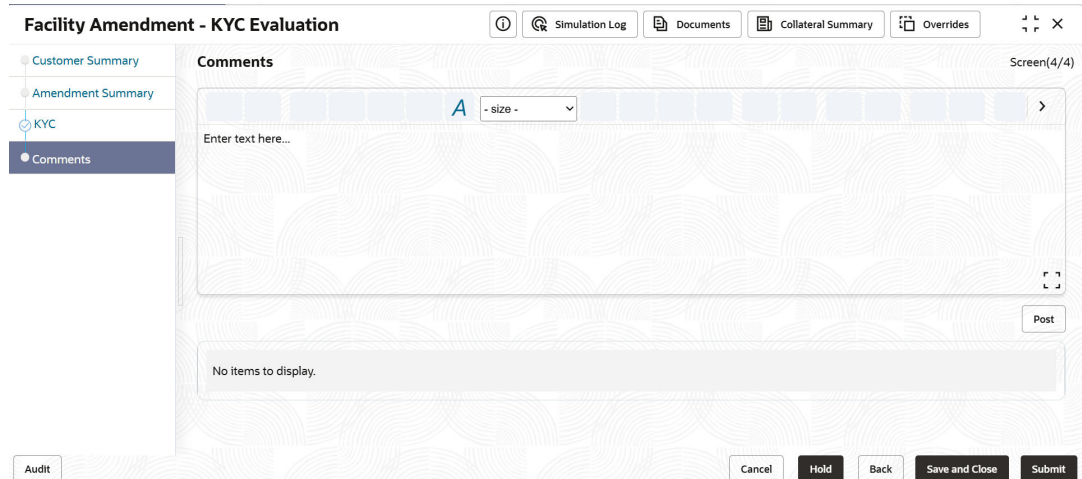 Facility Amendment - KYC Evaluation
Simulation Log
Documents
Collateral Summary
Overrides
Customer Summary
Amendment Summary
KYC
Comments
Comments
Screen(4/4)
A
- size -
Enter text here...
Post
No items to display.
Audit
Cancel
Hold
Back
Save and Close
Submit